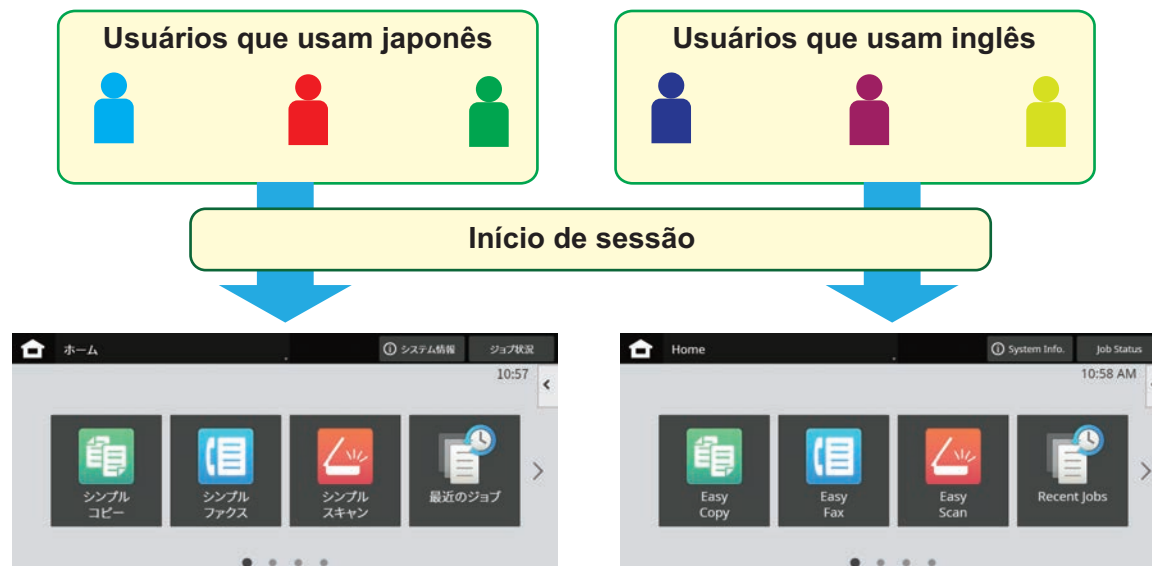 Usuários que usam japonês
Usuários que usam inglês
Início de sessão
ホーム
システム情報
ジョブ状況
10:57
シンプル
コピー
シンプル
ファクス
シンプル
スキャン
最近のジョブ
Home
System Info.
Job Status
10:58 AM
Easy
Copy
Easy
Fax
Easy
Scan
Recent Jobs